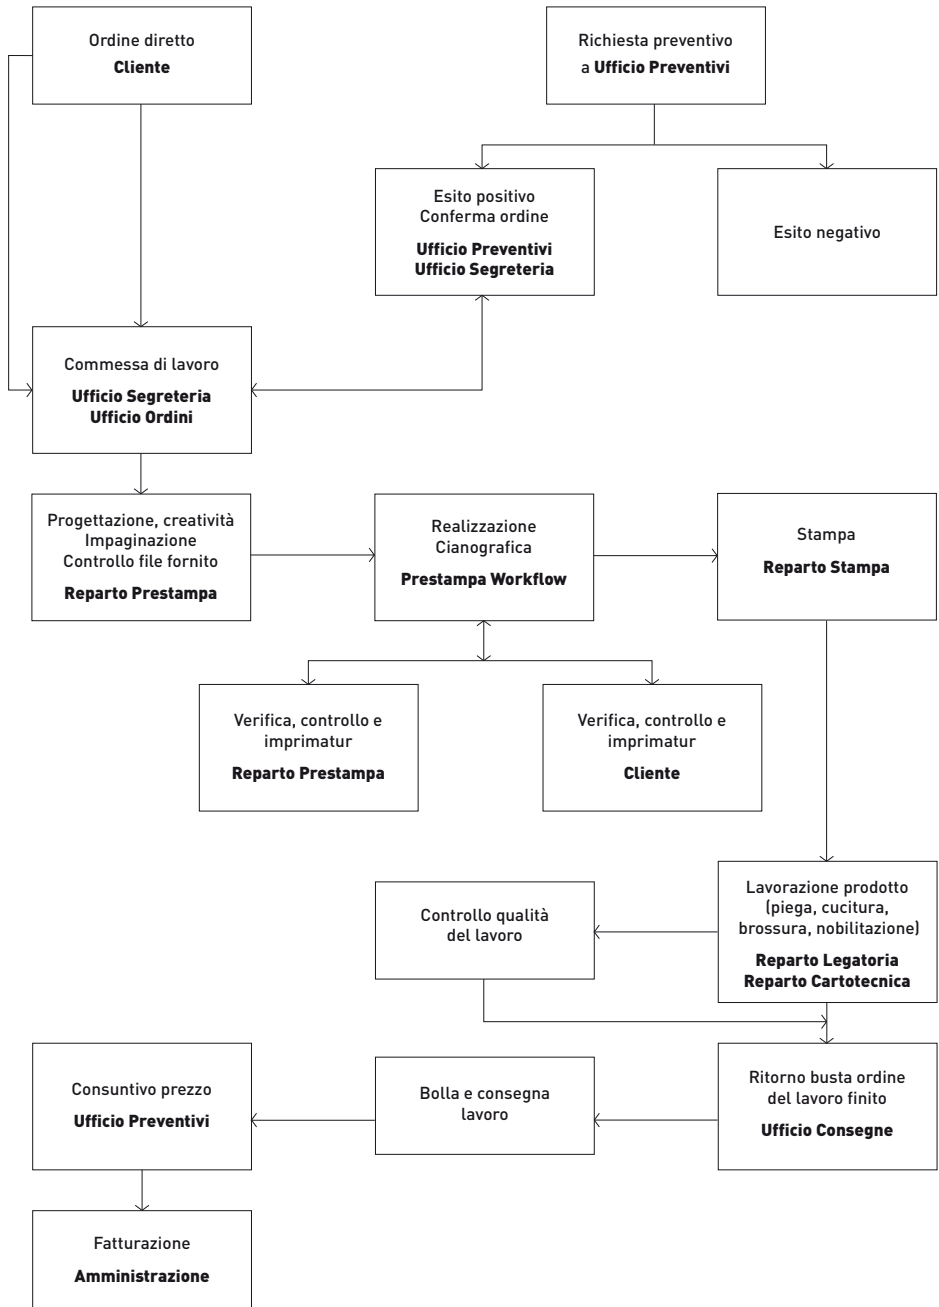 Ordine diretto
Cliente
Richiesta preventivo
a Ufficio Preventivi
Esito positivo
Conferma ordine
Ufficio Preventivi
Ufficio Segreteria
Esito negativo
Commessa di lavoro
Ufficio Segreteria
Ufficio Ordini
Progettazione, creatività
Impaginazione
Controllo file fornito
Reparto Prestampa
Realizzazione
Cianografica
Prestampa Workflow
Stampa
Reparto Stampa
Verifica, controllo e
imprimatur
Reparto Prestampa
Verifica, controllo e
imprimatur
Cliente
Controllo qualità
del lavoro
Lavorazione prodotto
(piega, cucitura,
brossura, nobilitazione)
Reparto Legatoria
Reparto Cartotecnica
Consuntivo prezzo
Ufficio Preventivi
Bolla e consegna
lavoro
Ritorno busta ordine
del lavoro finito
Ufficio Consegne
Fatturazione
Amministrazione